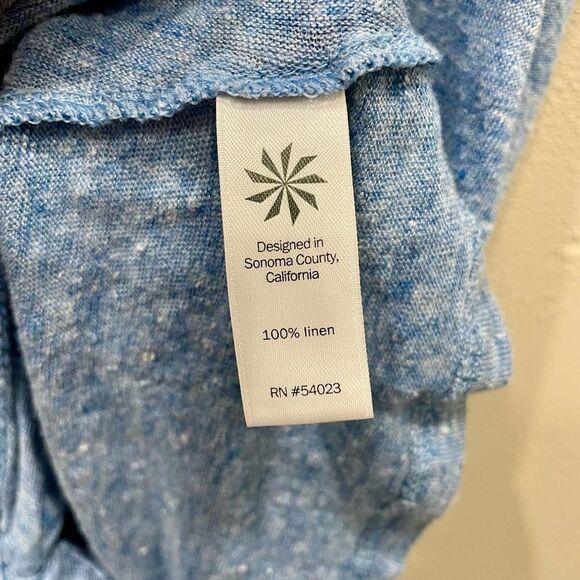 Designed in
Sonoma County,
California
100% linen
RN #54023